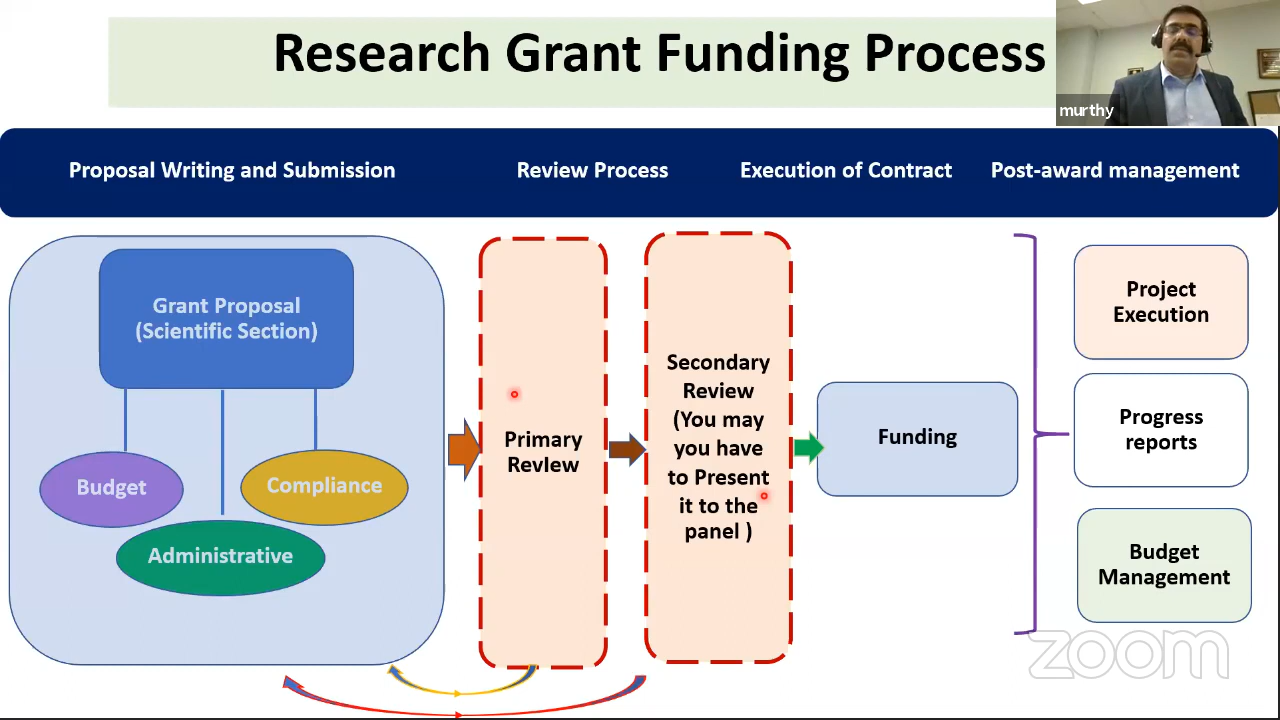 Research Grant Funding Process
murthy
Proposal Writing and Submission
Review Process
Execution of Contract
Post-award management
Grant Proposal
(Scientific Section)
Budget
Compliance
Administrative
Primary
Review
Secondary
Review
(You may
you have
to Present
it to the
panel )
Funding
Project
Execution
Progress
reports
Budget
Management
zoom